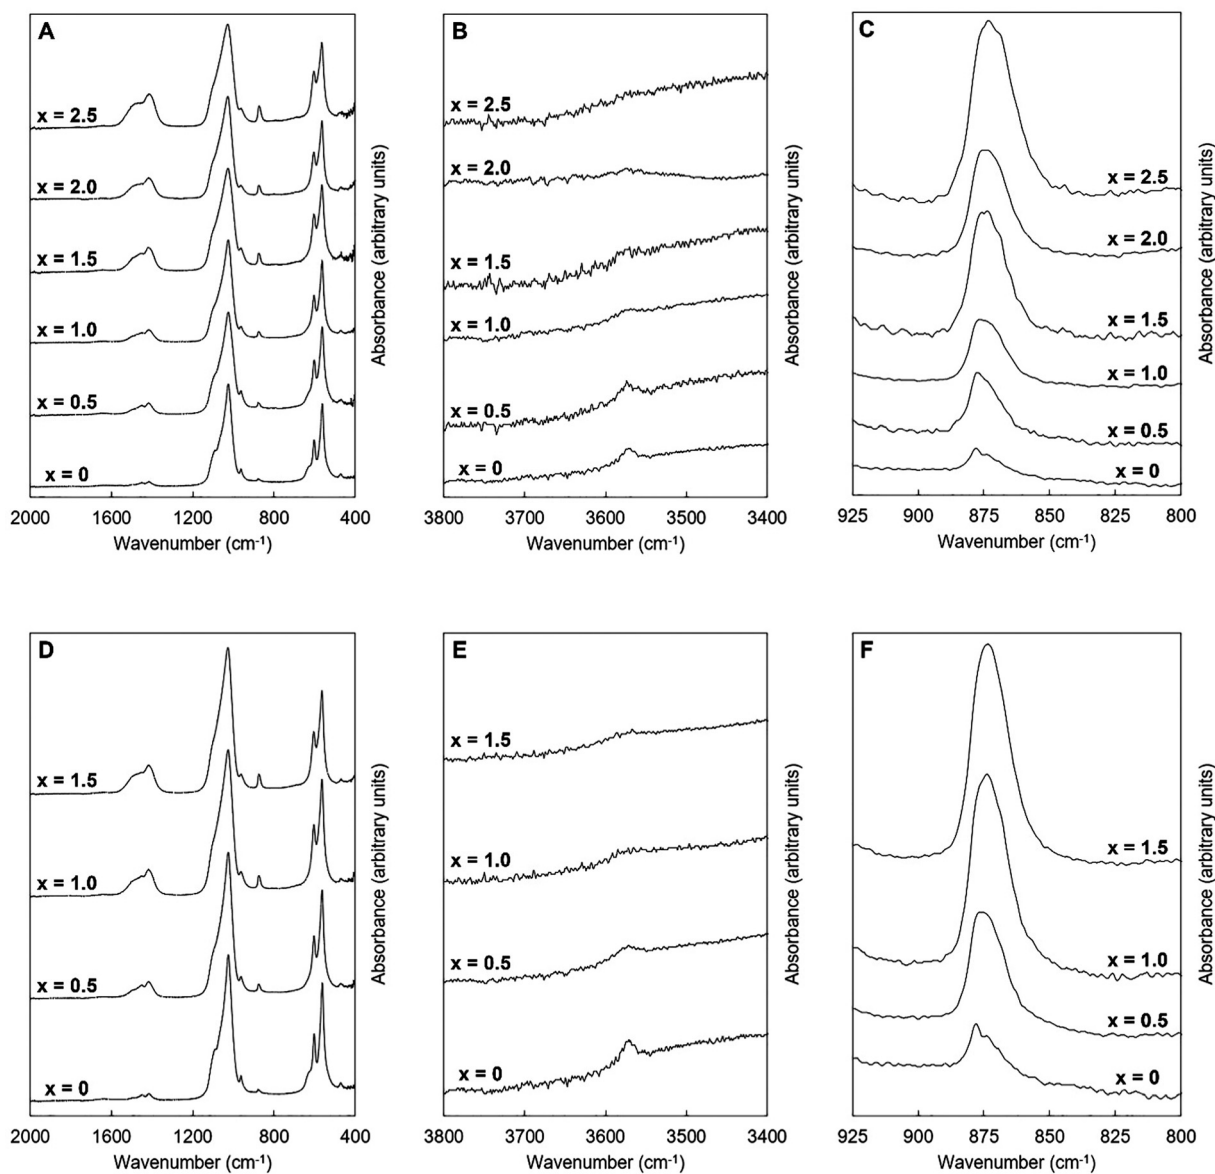 A
x = 2.5
x = 2.0
x = 1.5
x = 1.0
x = 0.5
x = 0
2000 1600 1200 800 400
Wavenumber (cm-1)
Absorbance (arbitrary units)
B
x = 2.5
x = 2.0
x = 1.5
x = 1.0
x = 0.5
x = 0
3800 3700 3600 3500 3400
Wavenumber (cm-1)
Absorbance (arbitrary units)
C
x = 2.5
x = 2.0
x = 1.5
x = 1.0
x = 0.5
x = 0
925 900 875 850 825 800
Wavenumber (cm-1)
Absorbance (arbitrary units)
D
x = 1.5
x = 1.0
x = 0.5
x = 0
2000 1600 1200 800 400
Wavenumber (cm-1)
Absorbance (arbitrary units)
E
x = 1.5
x = 1.0
x = 0.5
x = 0
3800 3700 3600 3500 3400
Wavenumber (cm-1)
Absorbance (arbitrary units)
F
x = 1.5
x = 1.0
x = 0.5
x = 0
925 900 875 850 825 800
Wavenumber (cm-1)
Absorbance (arbitrary units)